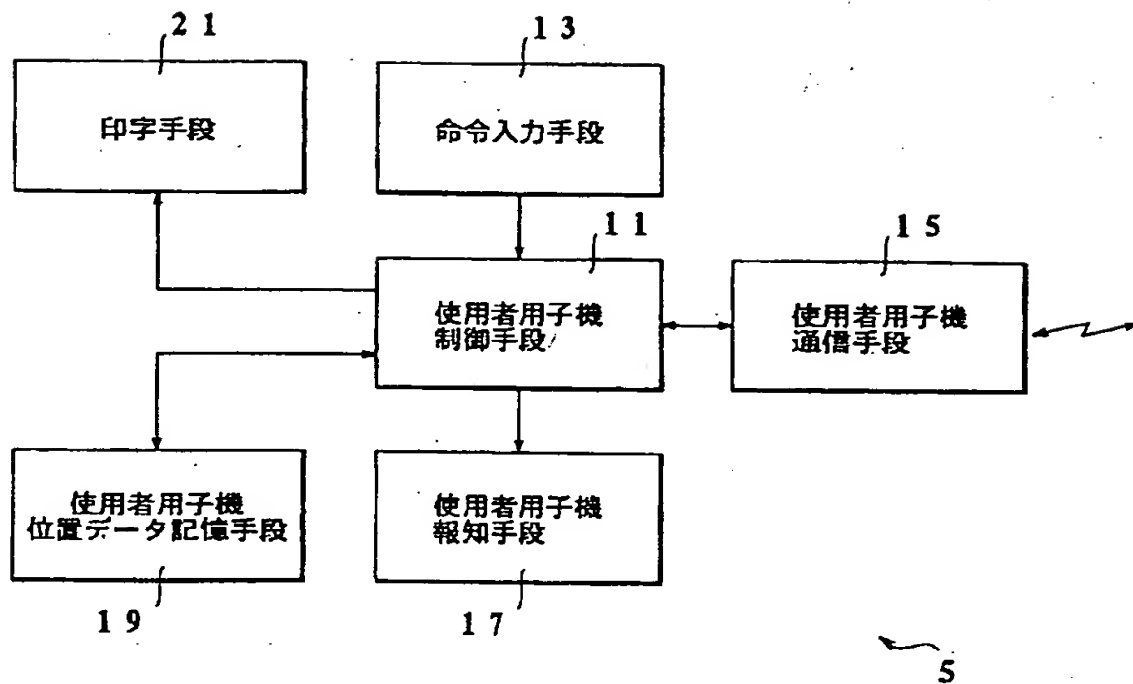 21
13
印字手段
命令入力手段
11
15
使用者用子機
制御手段
使用者用子機
通信手段
使用者用子機
位置データ記憶手段
使用者用子機
報知手段
19
17
5